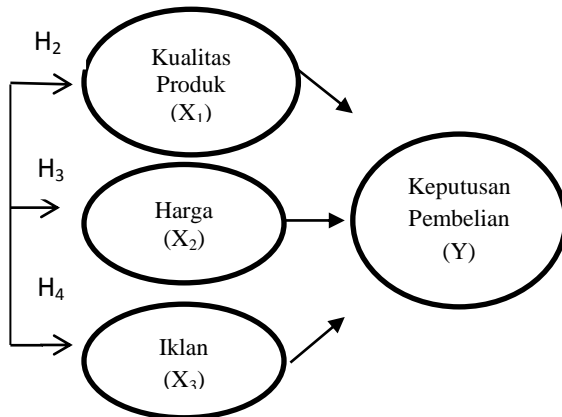 H₂
Kualitas
Produk
(X₁)
H₃
Harga
(X₂)
Keputusan
Pembelian
(Y)
H₄
Iklan
(X₃)